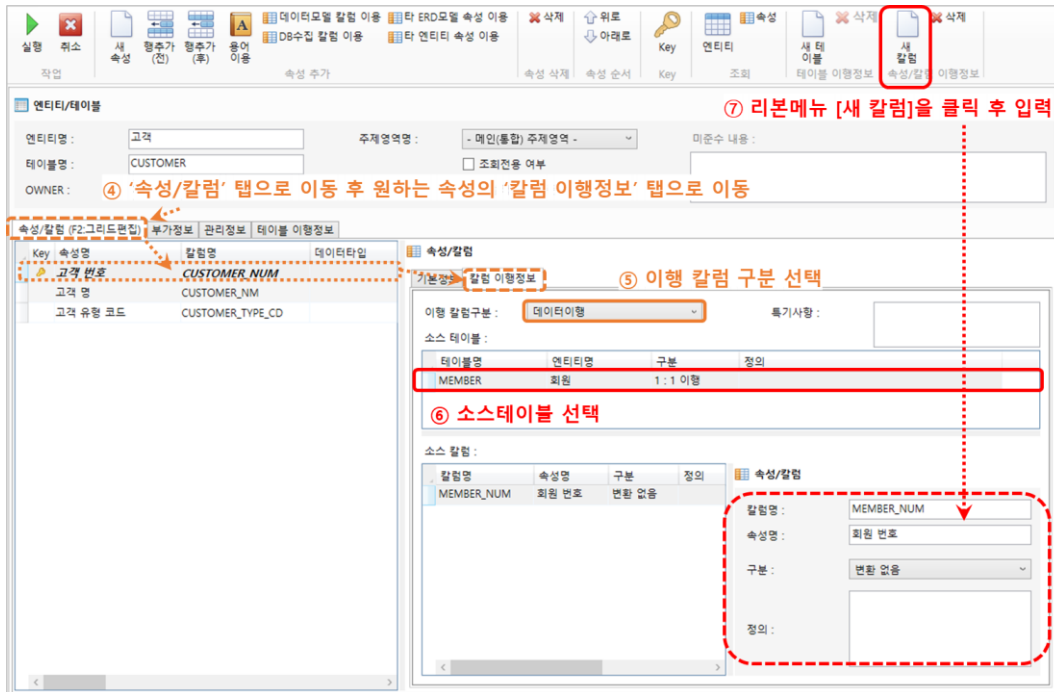 실행
취소
작업
새
속성
행추가
(전)
행추가
(후)
용어
이용
데이터모델 칼럼 이용
DB수집 칼럼 이용
타 ERD모델 속성 이용
타 엔티티 속성 이용
속성 추가
삭제
속성 삭제
위로
아래로
속성 순서
Key
Key
엔티티
속성
조회
새 테
이블
삭제
테이블 이행정보
새
칼럼
삭제
속성/칼럼 이행정보
⑦ 리본메뉴 [새 칼럼]을 클릭 후 입력
엔티티/테이블
엔티티명 : 고객
주제영역명 : - 메인(통합) 주제영역 -
미준수 내용 :
테이블명 : CUSTOMER
조회전용 여부
OWNER :
④ ‘속성/칼럼’ 탭으로 이동 후 원하는 속성의 ‘칼럼 이행정보’ 탭으로 이동
속성/칼럼 (F2:그리드편집) 부가정보 관리정보 테이블 이행정보
Key 속성명 칼럼명 데이터타입
고객 번호 CUSTOMER_NUM
고객 명 CUSTOMER_NM
고객 유형 코드 CUSTOMER_TYPE_CD
속성/칼럼
기본정보 칼럼 이행정보
⑤ 이행 칼럼 구분 선택
이행 칼럼구분 : 데이터이행
특기사항 :
소스 테이블 :
테이블명 엔티티명 구분 정의
MEMBER 회원 1 : 1 이행
⑥ 소스테이블 선택
소스 칼럼 :
칼럼명 속성명 구분 정의
MEMBER_NUM 회원 번호 변환 없음
속성/칼럼
칼럼명 : MEMBER_NUM
속성명 : 회원 번호
구분 : 변환 없음
정의 :